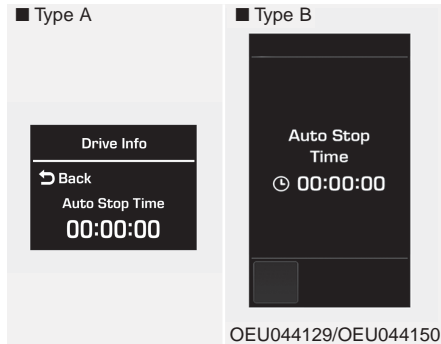 ■ Type A
Drive Info
Back
Auto Stop Time
00:00:00
■ Type B
Auto Stop
Time
00:00:00
OEU044129/OEU044150